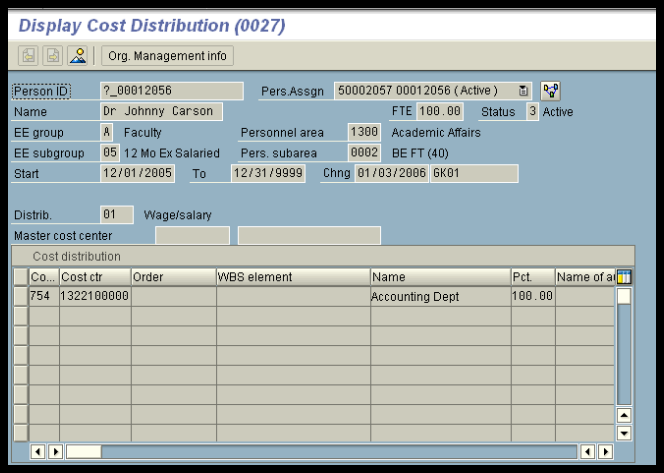 Display Cost Distribution (0027)
Org. Management info
Person ID ?_00012056 Pers.Assgn 50002057 00012056 ( Active )
Name Dr Johnny Carson FTE 100.00 Status 3 Active
EE group A Faculty Personnel area 1300 Academic Affairs
EE subgroup 05 12 Mo Ex Salaried Pers. subarea 0002 BE FT (40)
Start 12/01/2005 To 12/31/9999 Chng 01/03/2006 GK01
Distrib. 01 Wage/salary
Master cost center
Cost distribution
Co... Cost ctr Order WBS element Name Pct. Name of a
754 1322100000 Accounting Dept 100.00